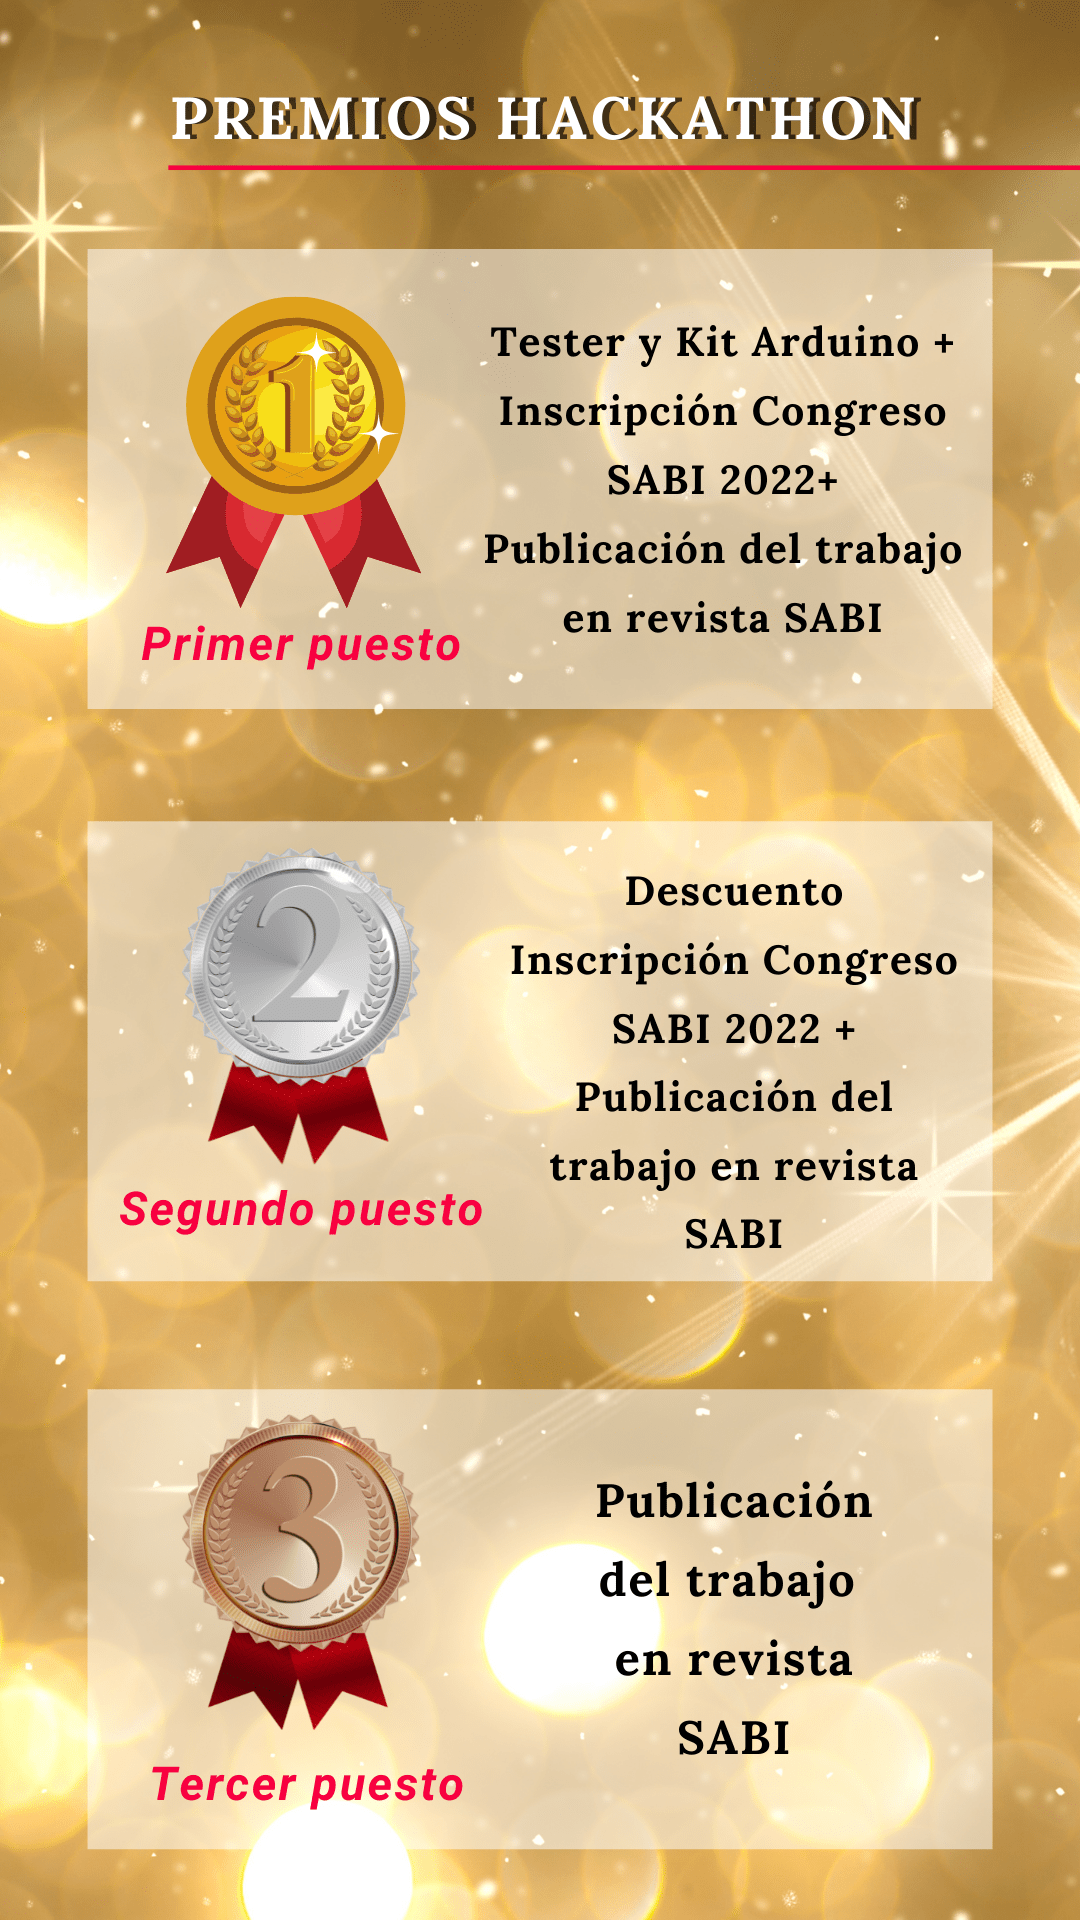 PREMIOS HACKATHON
1
Tester y Kit Arduino +
Inscripción Congreso
SABI 2022+
Publicación del trabajo
en revista SABI
Primer puesto
2
Descuento
Inscripción Congreso
SABI 2022 +
Publicación del
trabajo en revista
SABI
Segundo puesto
3
Publicación
del trabajo
en revista
SABI
Tercer puesto